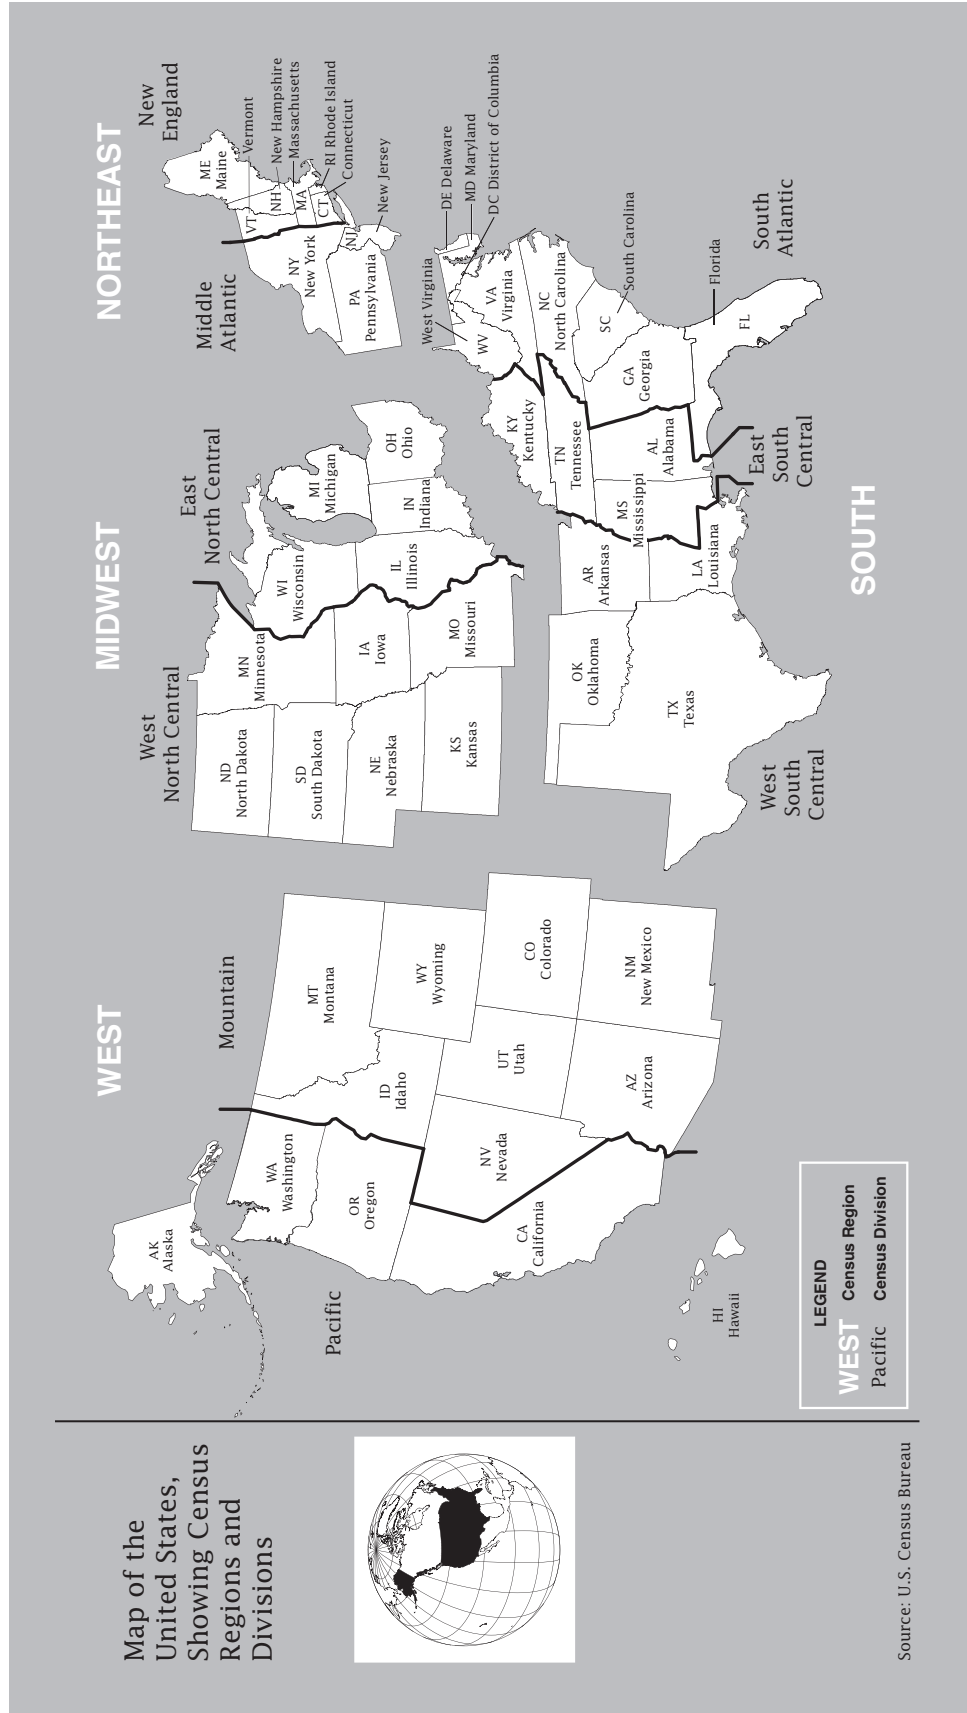 Map of the
United States,
Showing Census
Regions and
Divisions
Source: U.S. Census Bureau
WEST
Pacific
Mountain
AK
Alaska
WA
Washington
OR
Oregon
CA
California
HI
Hawaii
MT
Montana
ID
Idaho
WY
Wyoming
NV
Nevada
UT
Utah
CO
Colorado
AZ
Arizona
NM
New Mexico
LEGEND
WEST Census Region
Pacific Census Division
MIDWEST
West
North Central
East
North Central
ND
North Dakota
MN
Minnesota
SD
South Dakota
NE
Nebraska
IA
Iowa
KS
Kansas
MO
Missouri
WI
Wisconsin
MI
Michigan
IL
Illinois
IN
Indiana
OH
Ohio
NORTHEAST
Middle
Atlantic
New
England
ME
Maine
VT
Vermont
NH
New Hampshire
MA
Massachusetts
RI Rhode Island
CT
Connecticut
NY
New York
NJ
New Jersey
PA
Pennsylvania
SOUTH
West
South
Central
East
South
Central
South
Atlantic
OK
Oklahoma
TX
Texas
AR
Arkansas
LA
Louisiana
KY
Kentucky
TN
Tennessee
MS
Mississippi
AL
Alabama
West Virginia
WV
DE Delaware
MD Maryland
DC District of Columbia
VA
Virginia
NC
North Carolina
SC
South Carolina
GA
Georgia
FL
Florida